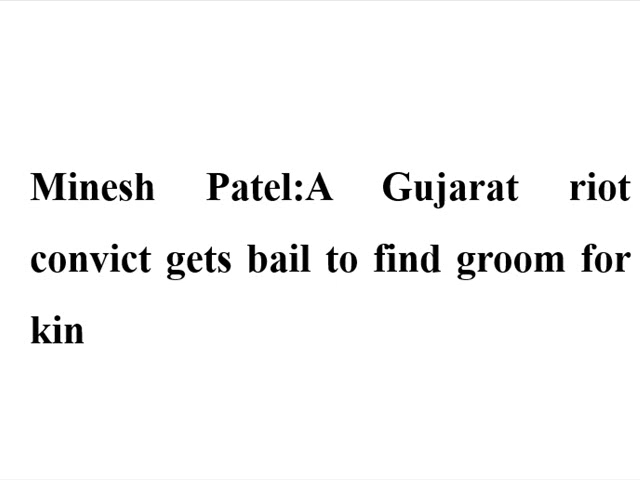 Minesh Patel:A Gujarat riot
convict gets bail to find groom for
kin